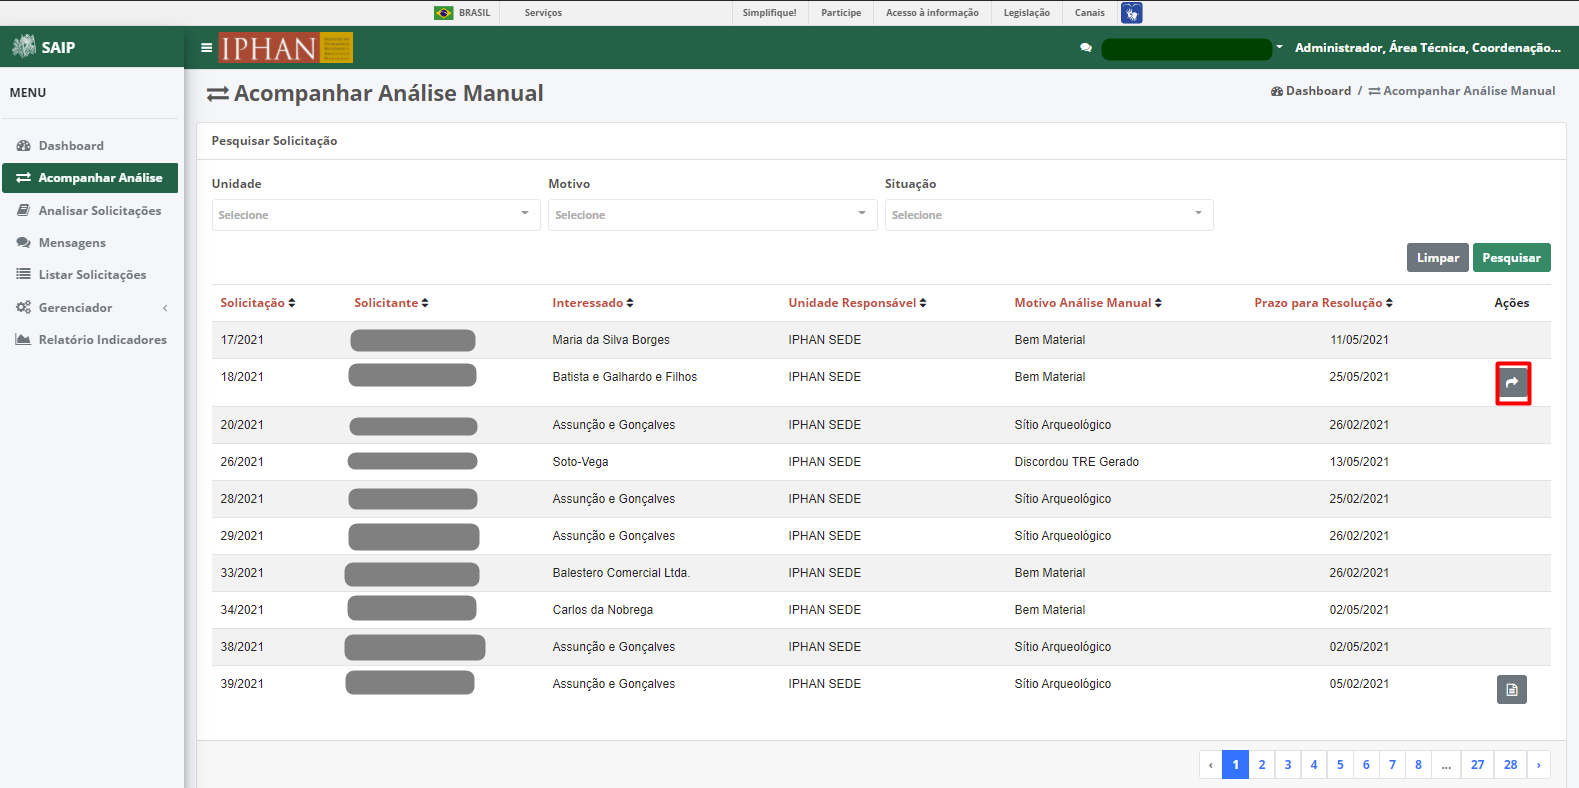 BRASIL Serviços Simplifique! Participe Acesso à informação Legislação Canais
SAIP
IPHAN
Administrador, Área Técnica, Coordenação...
MENU
Dashboard
Acompanhar Análise
Analisar Solicitações
Mensagens
Listar Solicitações
Gerenciador
Relatório Indicadores
Acompanhar Análise Manual
Dashboard / Acompanhar Análise Manual
Pesquisar Solicitação
Unidade Motivo Situação
Selecione Selecione Selecione
Limpar Pesquisar
Solicitação Solicitante Interessado Unidade Responsável Motivo Análise Manual Prazo para Resolução Ações
17/2021 Maria da Silva Borges IPHAN SEDE Bem Material 11/05/2021
18/2021 Batista e Galhardo e Filhos IPHAN SEDE Bem Material 25/05/2021
20/2021 Assunção e Gonçalves IPHAN SEDE Sítio Arqueológico 26/02/2021
26/2021 Soto-Vega IPHAN SEDE Discordou TRE Gerado 13/05/2021
28/2021 Assunção e Gonçalves IPHAN SEDE Sítio Arqueológico 25/02/2021
29/2021 Assunção e Gonçalves IPHAN SEDE Sítio Arqueológico 26/02/2021
33/2021 Balestero Comercial Ltda. IPHAN SEDE Bem Material 26/02/2021
34/2021 Carlos da Nobrega IPHAN SEDE Bem Material 02/05/2021
38/2021 Assunção e Gonçalves IPHAN SEDE Sítio Arqueológico 02/05/2021
39/2021 Assunção e Gonçalves IPHAN SEDE Sítio Arqueológico 05/02/2021
‹ 1 2 3 4 5 6 7 8 ... 27 28 ›